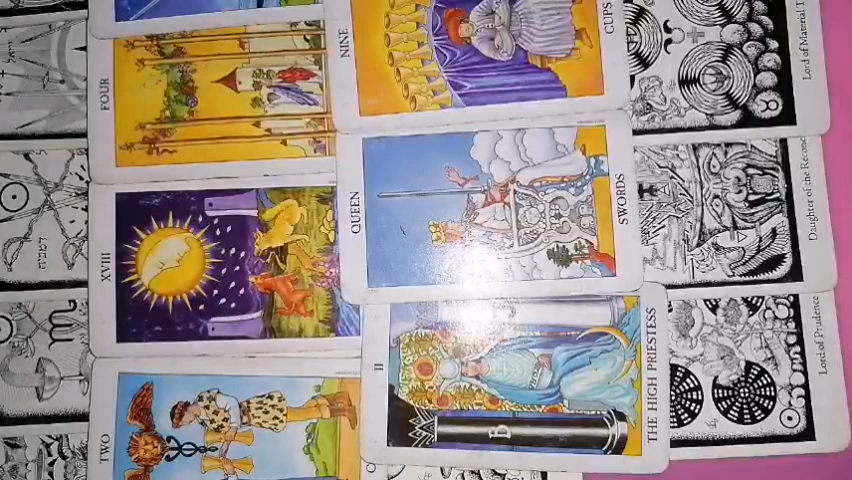 FOUR
NINE
CUPS
Lord of Material
XVIII
QUEEN
SWORDS
Daughter of the
TWO
II
THE HIGH PRIESTESS
B
Lord of Prudence